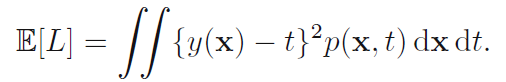 𝔼[L] = ∬ {y(𝐱) − t}² p(𝐱, t) d𝐱 dt.